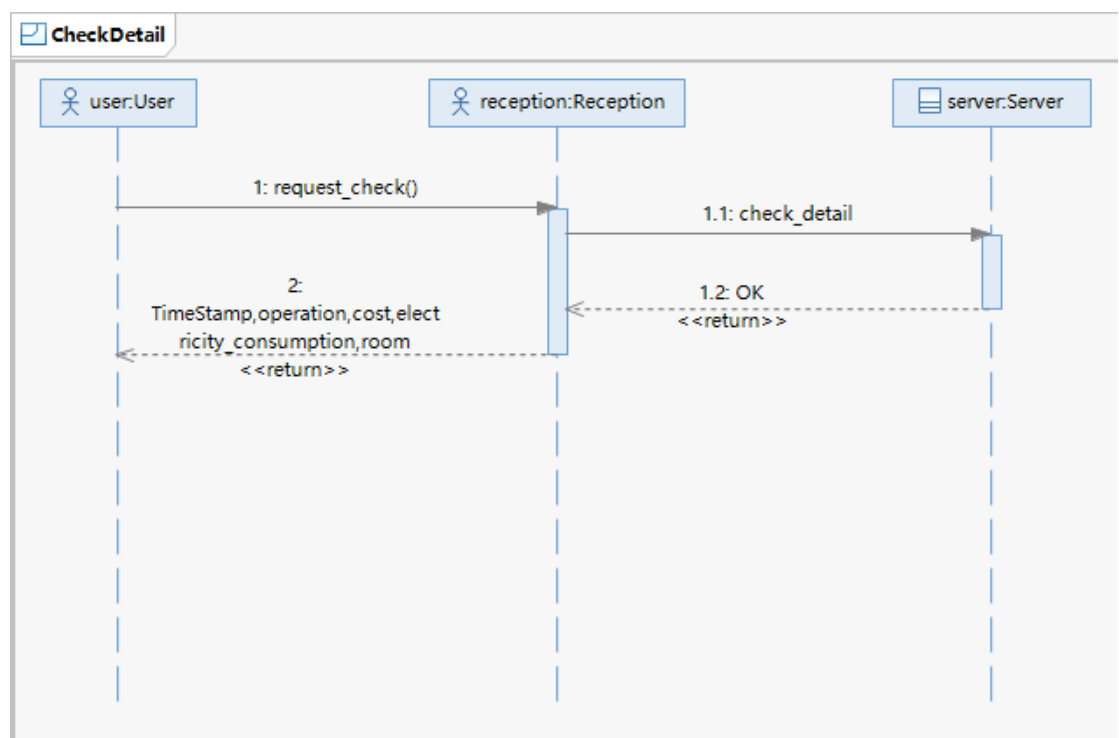 CheckDetail
user:User
reception:Reception
server:Server
1: request_check()
1.1: check_detail
1.2: OK
<<return>>
2:
TimeStamp,operation,cost,elect
ricity_consumption,room
<<return>>